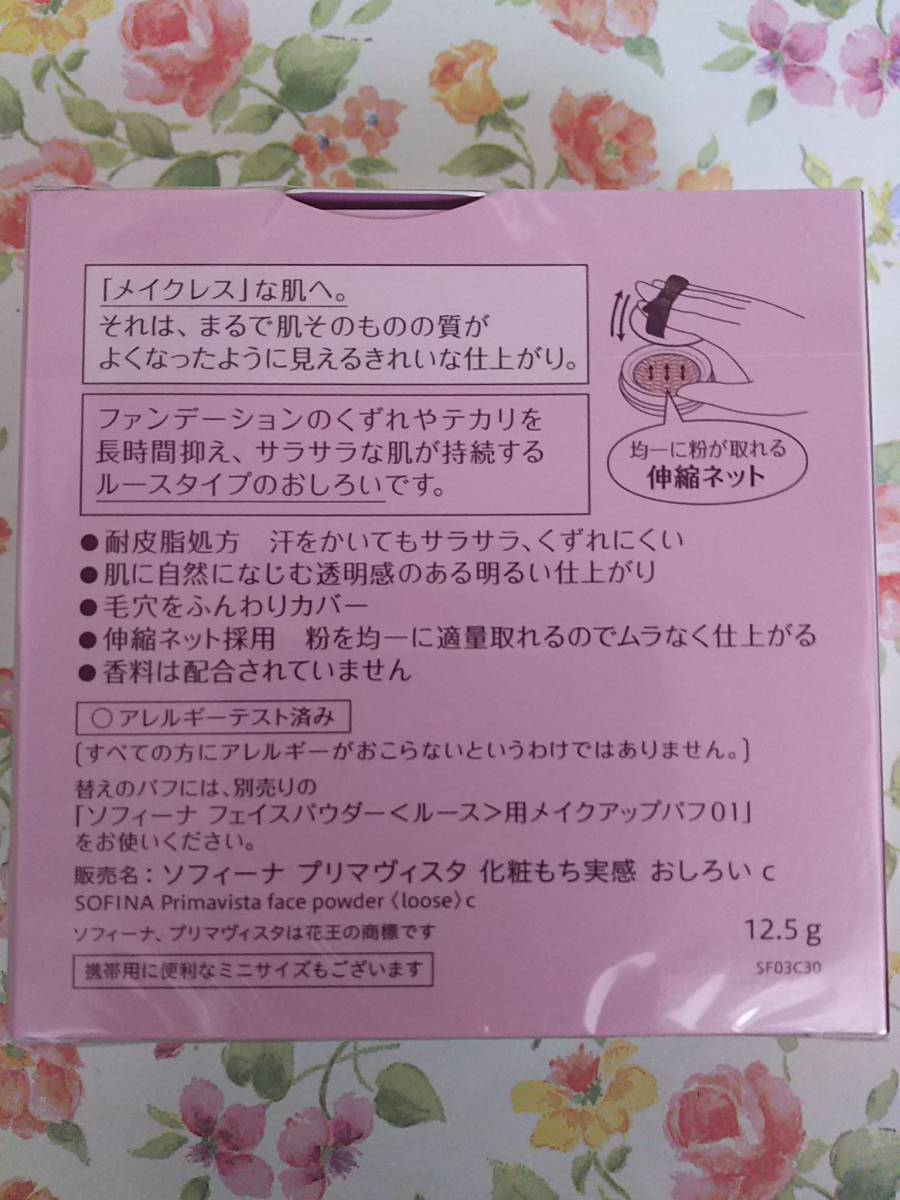 「メイクレス」な肌へ。
それは、まるで肌そのものの質が
よくなったように見えるきれいな仕上がり。
ファンデーションのくずれやテカリを
長時間抑え、サラサラな肌が持続する
ルースタイプのおしろいです。
均一に粉が取れる
伸縮ネット
●耐皮脂処方　汗をかいてもサラサラ、くずれにくい
●肌に自然になじむ透明感のある明るい仕上がり
●毛穴をふんわりカバー
●伸縮ネット採用　粉を均一に適量取れるのでムラなく仕上がる
●香料は配合されていません
○アレルギーテスト済み
(すべての方にアレルギーがおこらないというわけではありません。)
替えのパフには、別売りの
「ソフィーナ フェイスパウダー＜ルース＞用メイクアップパフ01」
をお使いください。
販売名：ソフィーナ プリマヴィスタ 化粧もち実感 おしろい c
SOFINA Primavista face powder〈loose〉c
ソフィーナ、プリマヴィスタは花王の商標です
12.5 g
携帯用に便利なミニサイズもございます
SF03C30